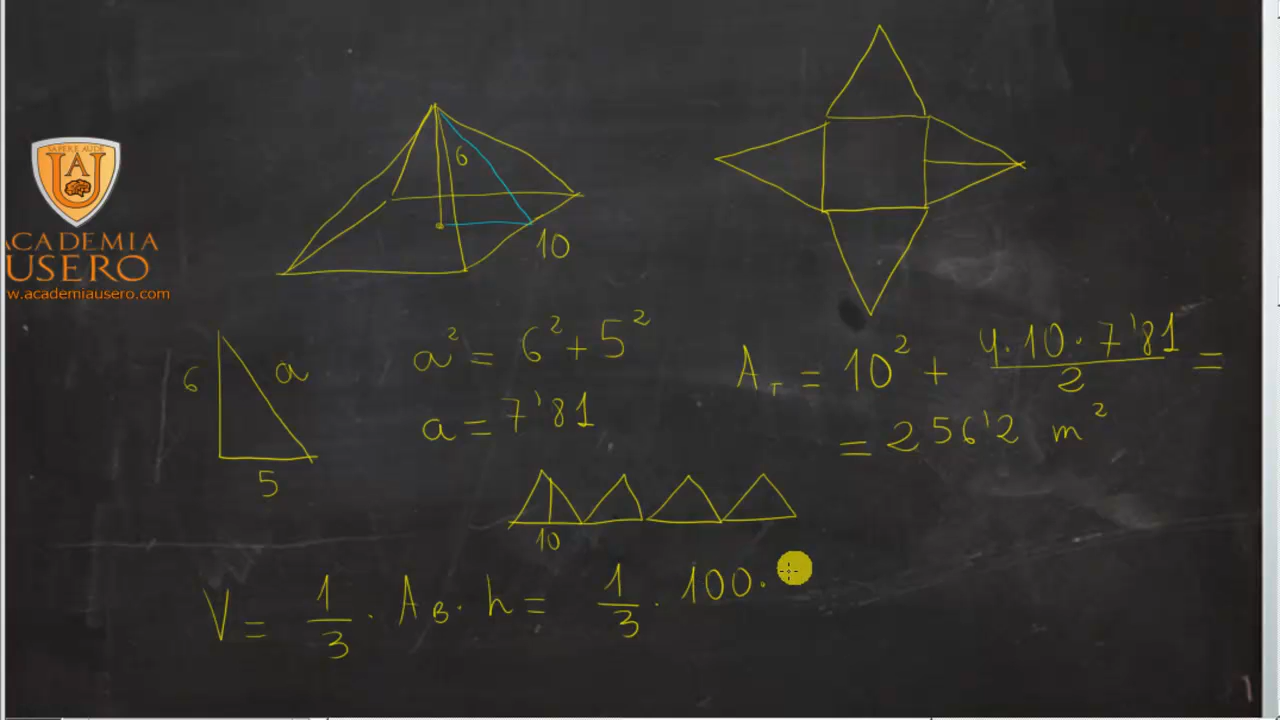 SAPERE AUDE
UA
ACADEMIA
USERO
w.academiausero.com
6
10
6
a
5
a² = 6² + 5²
a = 7'81
A_T = 10² + 4·10·7'81/2 =
= 256'2 m²
10
V = 1/3 · A_B · h = 1/3 · 100 ·